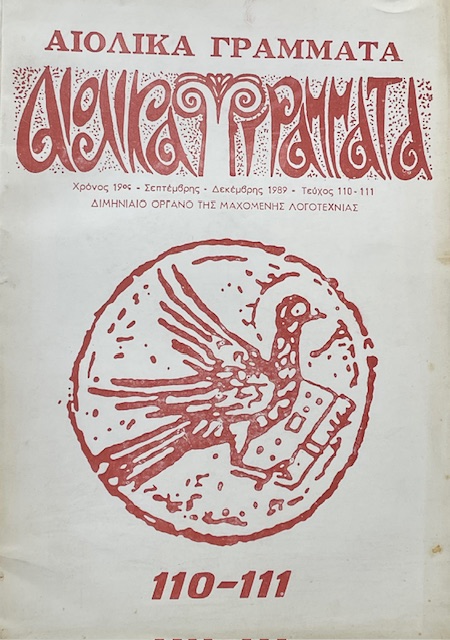 ΑΙΟΛΙΚΑ ΓΡΑΜΜΑΤΑ
ΑΙΟΛΙΚΑ ΓΡΑΜΜΑΤΑ
Χρόνος 19ος - Σεπτέμβρης - Δεκέμβρης 1989 - Τεύχος 110-111
ΔΙΜΗΝΙΑΙΟ ΟΡΓΑΝΟ ΤΗΣ ΜΑΧΟΜΕΝΗΣ ΛΟΓΟΤΕΧΝΙΑΣ
110-111